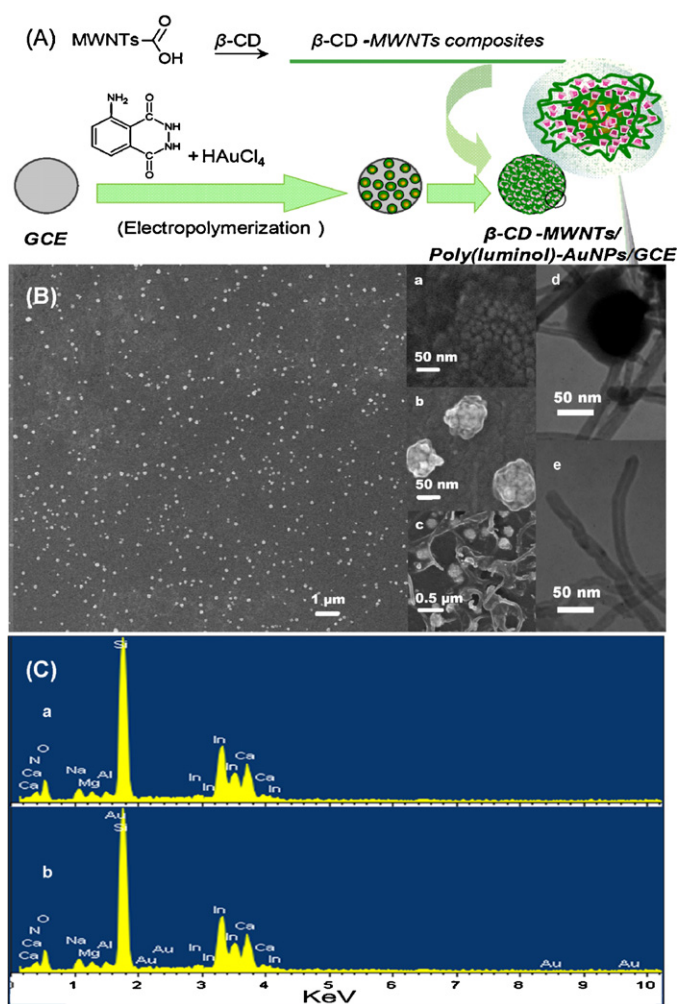 (A)
MWNTs
O
OH
β-CD
β-CD -MWNTs composites
NH2
O
NH
NH
O
+ HAuCl4
GCE
(Electropolymerization )
β-CD -MWNTs/
Poly(luminol)-AuNPs/GCE
(B)
1 µm
a
50 nm
b
50 nm
c
0.5 µm
d
50 nm
e
50 nm
(C)
a
Si
O
N
Ca
Ca
Na
Mg
Al
In
In
In
In
Ca
Ca
In
b
Au
Si
O
N
Ca
Ca
Na
Mg
Al
Au
Au
In
In
In
In
Ca
Ca
In
Au
Au
0 1 2 3 4 5 6 7 8 9 10
KeV